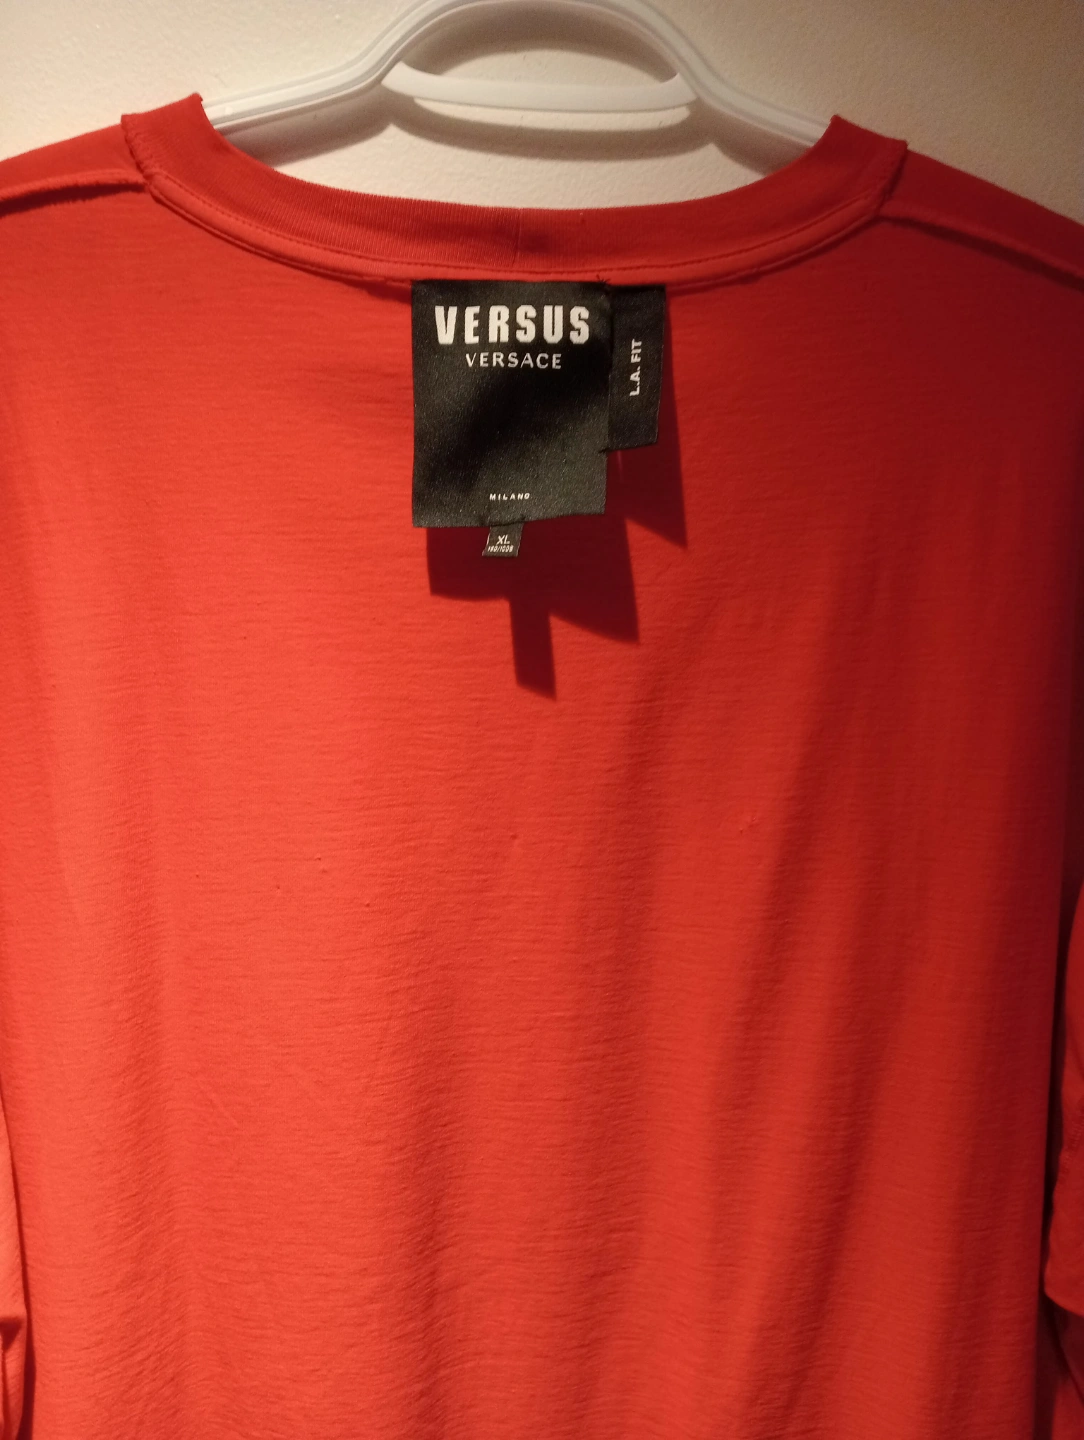 VERSUS
VERSACE
L.A. FIT
MILANO
XL